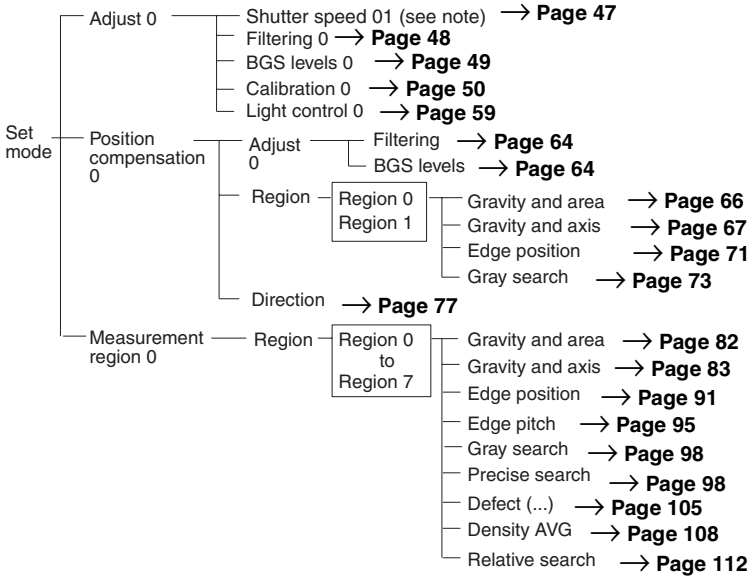 Adjust 0 Shutter speed 01 (see note) → Page 47
Filtering 0 → Page 48
BGS levels 0 → Page 49
Calibration 0 → Page 50
Light control 0 → Page 59
Set mode
Position compensation 0
Adjust 0
Filtering → Page 64
BGS levels → Page 64
Region
Region 0
Region 1
Gravity and area → Page 66
Gravity and axis → Page 67
Edge position → Page 71
Gray search → Page 73
Direction → Page 77
Measurement region 0
Region
Region 0
to
Region 7
Gravity and area → Page 82
Gravity and axis → Page 83
Edge position → Page 91
Edge pitch → Page 95
Gray search → Page 98
Precise search → Page 98
Defect (...) → Page 105
Density AVG → Page 108
Relative search → Page 112